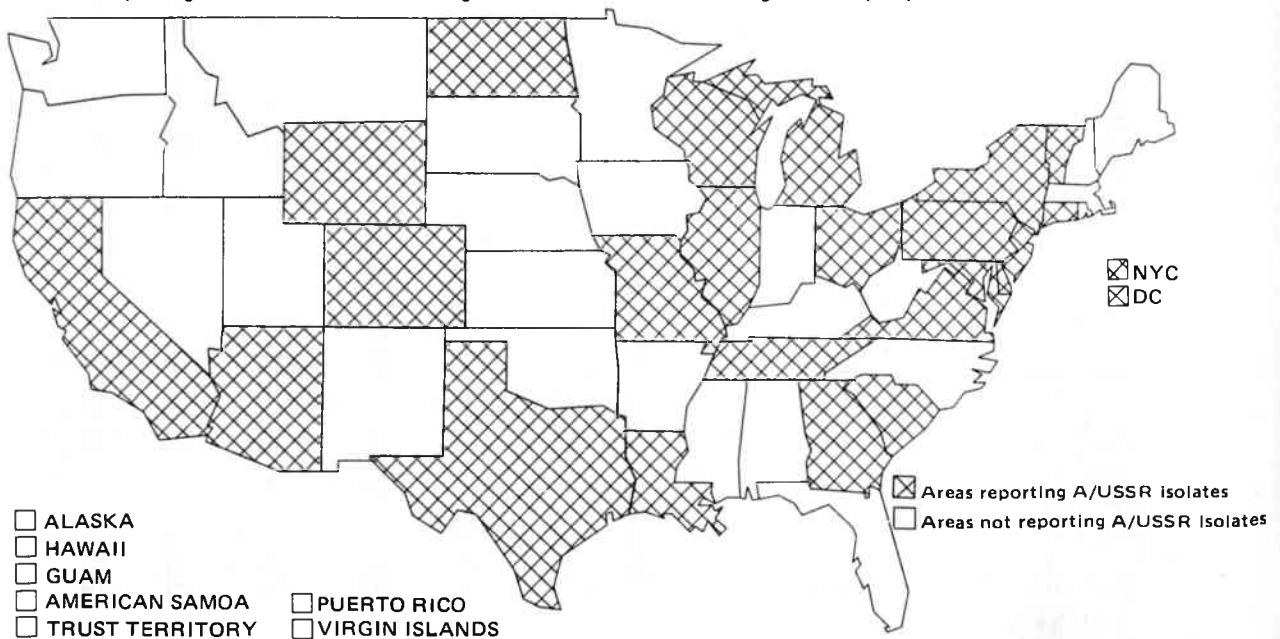 NYC
DC
Areas reporting A/USSR isolates
Areas not reporting A/USSR Isolates
ALASKA
HAWAII
GUAM
AMERICAN SAMOA
TRUST TERRITORY
PUERTO RICO
VIRGIN ISLANDS